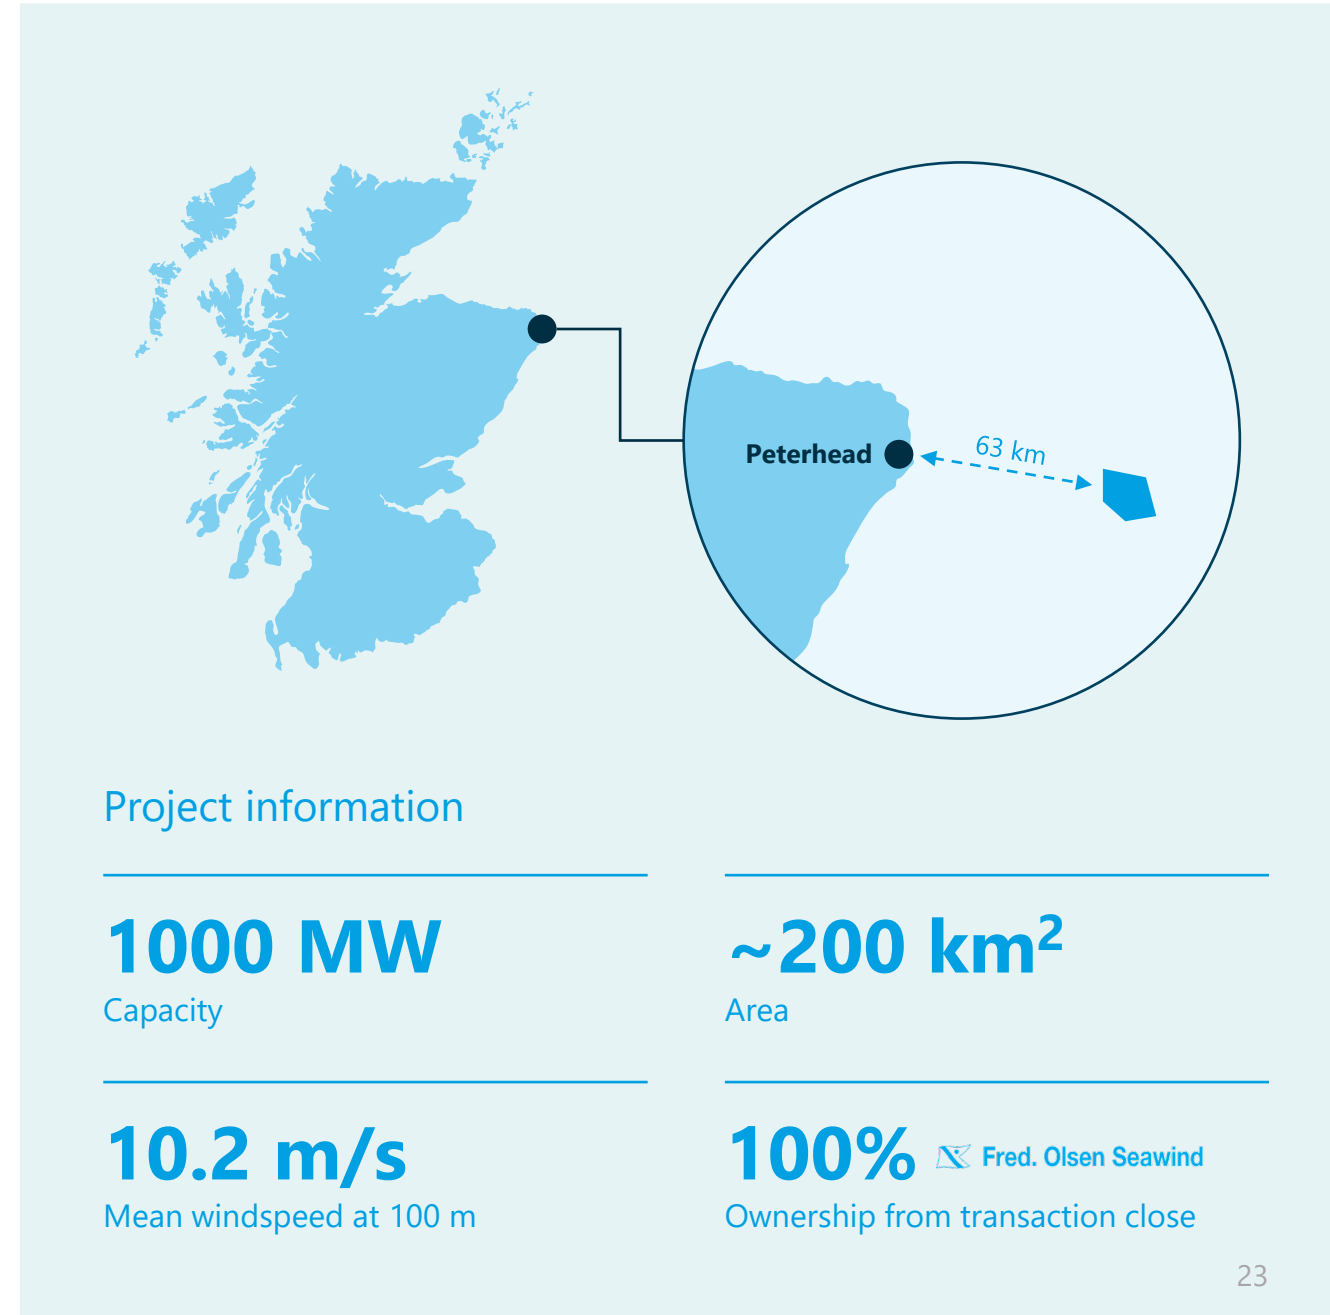 Peterhead
63 km
Project information
1000 MW
Capacity
~200 km²
Area
10.2 m/s
Mean windspeed at 100 m
100% Fred. Olsen Seawind
Ownership from transaction close
23